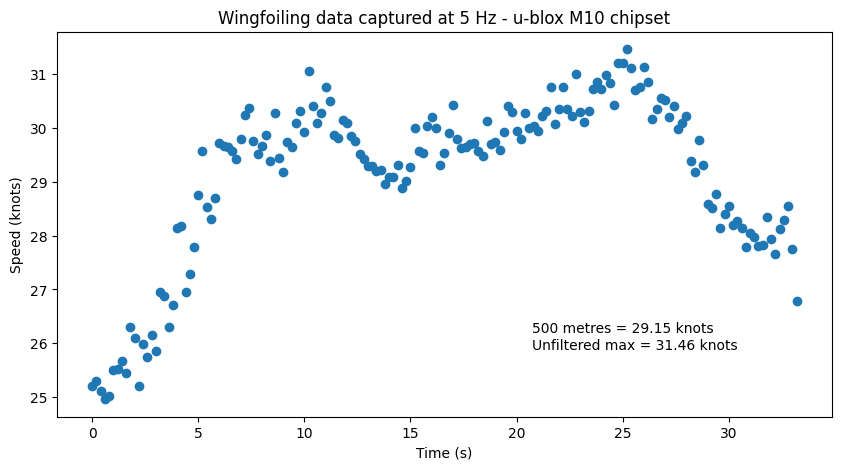 Wingfoiling data captured at 5 Hz - u-blox M10 chipset
31
30
29
28
27
26
25
Speed (knots)
500 metres = 29.15 knots
Unfiltered max = 31.46 knots
0 5 10 15 20 25 30
Time (s)